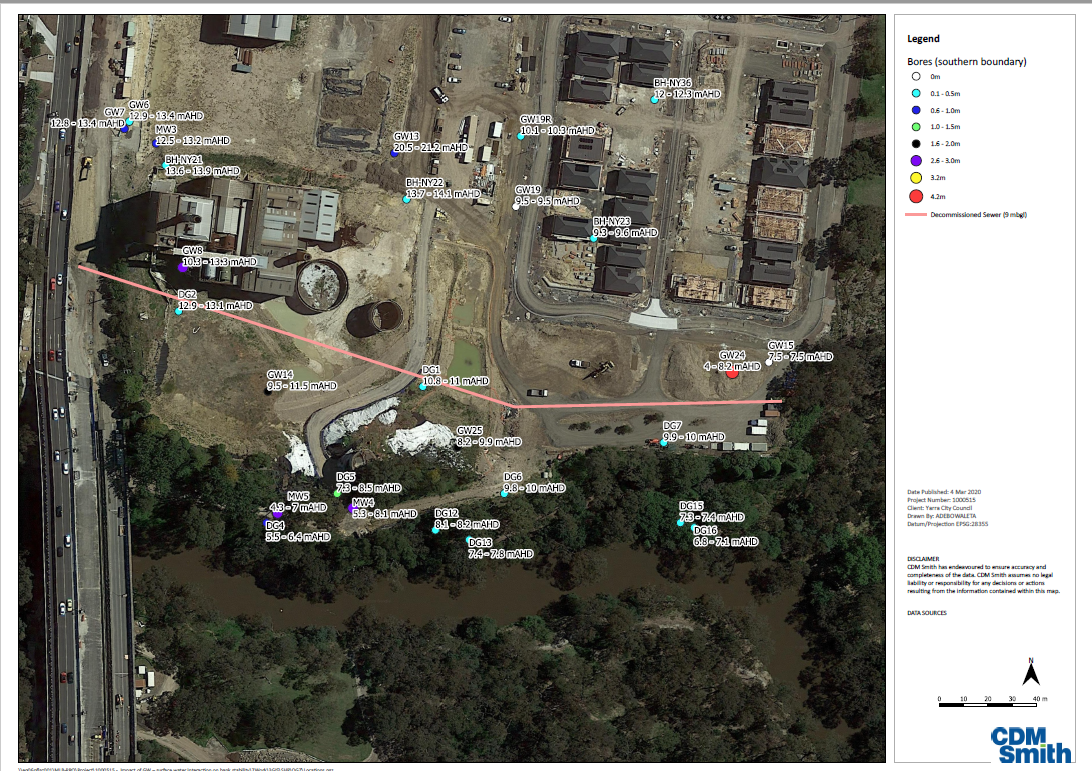 GW6
GW7 12.9 - 13.4 mAHD
12.8 - 13.4 mAHD
MW3
12.5 - 13.2 mAHD
BH-NY21
13.6 - 13.9 mAHD
GW13
20.5 - 21.2 mAHD
BH-NY22
13.7 - 14.1 mAHD
BH-NY36
12 - 12.3 mAHD
GW19R
10.1 - 10.3 mAHD
GW19
9.5 - 9.5 mAHD
BH-NY23
9.3 - 9.6 mAHD
GW8
10.3 - 13.3 mAHD
DG2
12.9 - 13.1 mAHD
GW14
9.5 - 11.5 mAHD
DG1
10.8 - 11 mAHD
GW15
7.5 - 7.5 mAHD
GW24
4 - 8.2 mAHD
GW25
8.2 - 9.9 mAHD
DG7
9.9 - 10 mAHD
DG5
7.3 - 8.5 mAHD
DG6
9.8 - 10 mAHD
MW5
4.3 - 7 mAHD
MW4
5.3 - 8.1 mAHD
DG4
5.5 - 6.4 mAHD
DG12
8.1 - 8.2 mAHD
DG13
7.4 - 7.8 mAHD
DG15
7.3 - 7.4 mAHD
DG16
6.8 - 7.1 mAHD
Legend
Bores (southern boundary)
0m
0.1 - 0.5m
0.6 - 1.0m
1.0 - 1.5m
1.6 - 2.0m
2.6 - 3.0m
3.2m
4.2m
Decommissioned Sewer (9 mbgl)
Date Published: 4 Mar 2020
Project Number: 1000515
Client: Yarra City Council
Drawn By: ADEBOWALETA
Datum/Projection EPSG:28355
DISCLAIMER
CDM Smith has endeavoured to ensure accuracy and
completeness of the data. CDM Smith assumes no legal
liability or responsibility for any decisions or actions
resulting from the information contained within this map.
DATA SOURCES
N
0 10 20 30 40 m
CDM
Smith